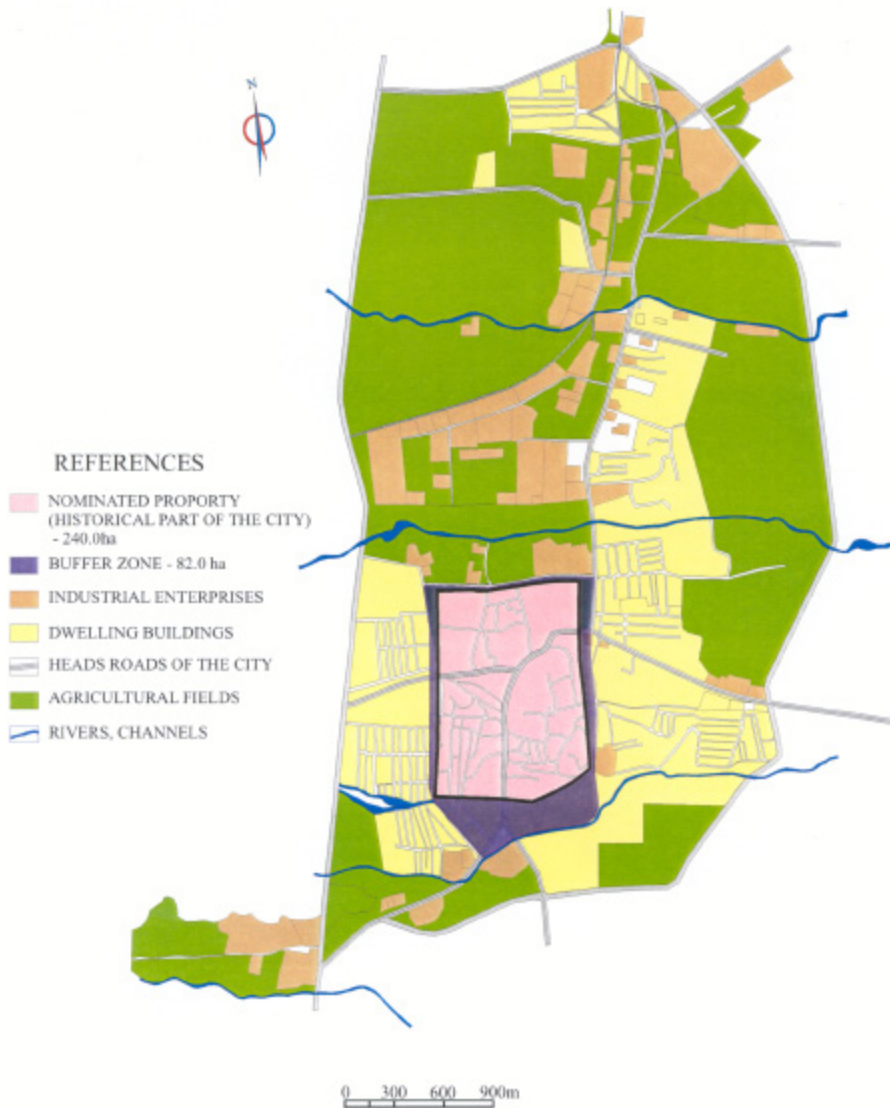 N
REFERENCES
NOMINATED PROPORTY
(HISTORICAL PART OF THE CITY)
- 240.0ha
BUFFER ZONE - 82.0 ha
INDUSTRIAL ENTERPRISES
DWELLING BUILDINGS
HEADS ROADS OF THE CITY
AGRICULTURAL FIELDS
RIVERS, CHANNELS
0 300 600 900m